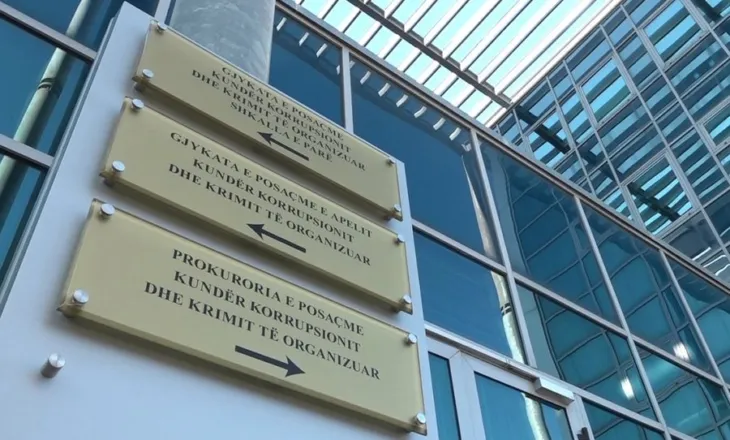 GJYKATA E POSAÇME
KUNDËR KORRUPSIONIT
DHE KRIMIT TË ORGANIZUAR
SHKALLA E PARË
GJYKATA E POSAÇME E APELIT
KUNDËR KORRUPSIONIT
DHE KRIMIT TË ORGANIZUAR
PROKURORIA E POSAÇME
KUNDËR KORRUPSIONIT
DHE KRIMIT TË ORGANIZUAR